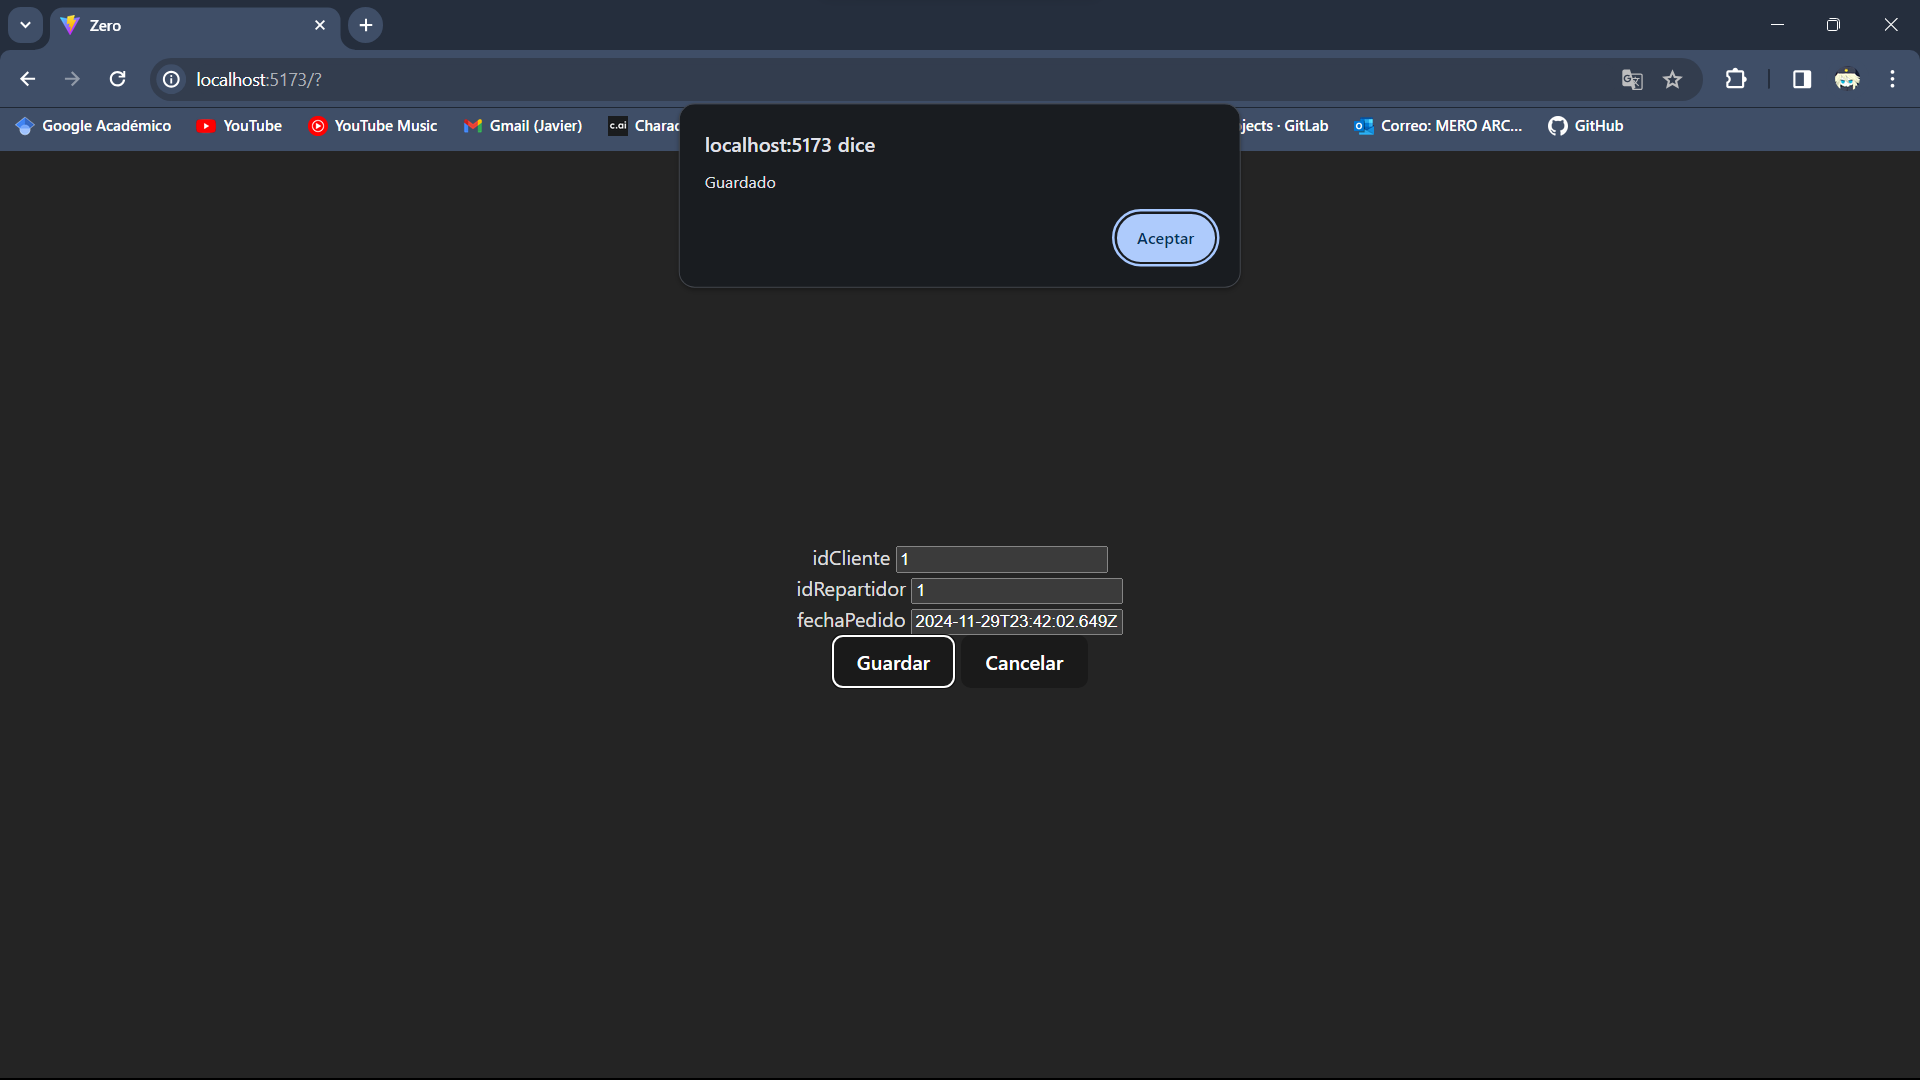 Zero
localhost:5173/?
Google Académico YouTube YouTube Music Gmail (Javier) c.ai Charac jects · GitLab Correo: MERO ARC... GitHub
localhost:5173 dice
Guardado
Aceptar
idCliente 1
idRepartidor 1
fechaPedido 2024-11-29T23:42:02.649Z
Guardar Cancelar